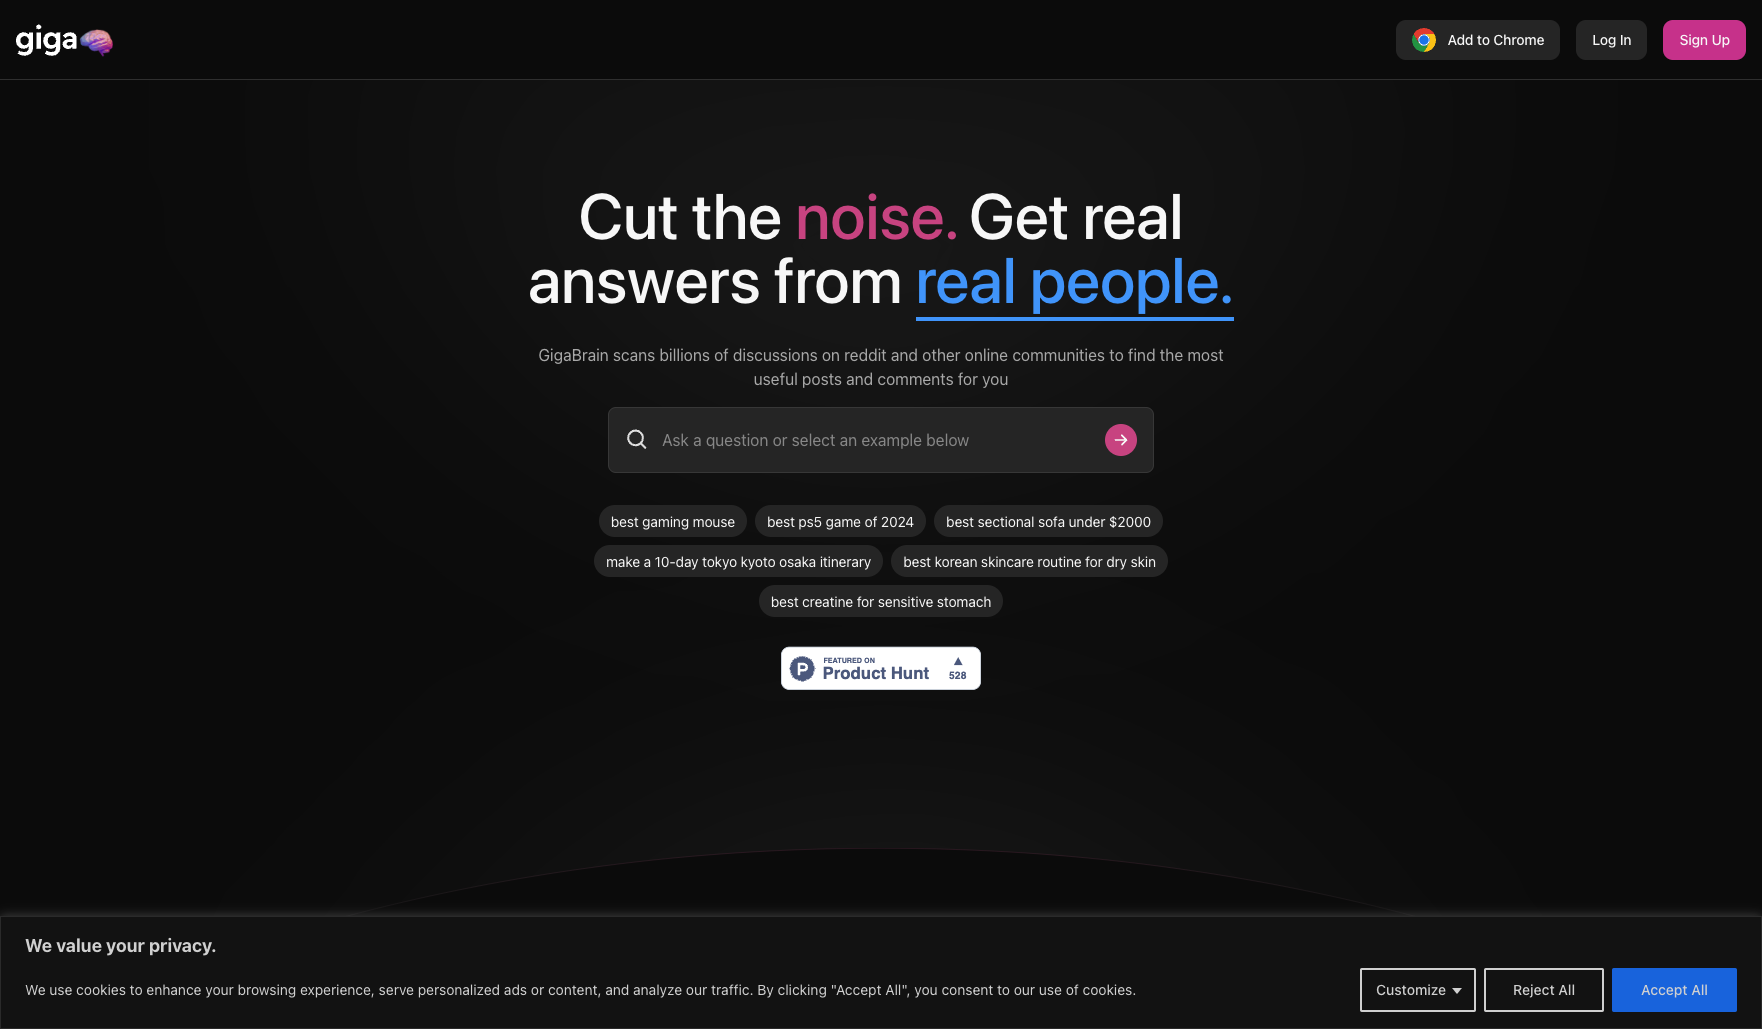 giga
Add to Chrome
Log In
Sign Up
Cut the noise. Get real
answers from real people.
GigaBrain scans billions of discussions on reddit and other online communities to find the most
useful posts and comments for you
Ask a question or select an example below
best gaming mouse
best ps5 game of 2024
best sectional sofa under $2000
make a 10-day tokyo kyoto osaka itinerary
best korean skincare routine for dry skin
best creatine for sensitive stomach
P
FEATURED ON
Product Hunt
528
We value your privacy.
We use cookies to enhance your browsing experience, serve personalized ads or content, and analyze our traffic. By clicking "Accept All", you consent to our use of cookies.
Customize
Reject All
Accept All